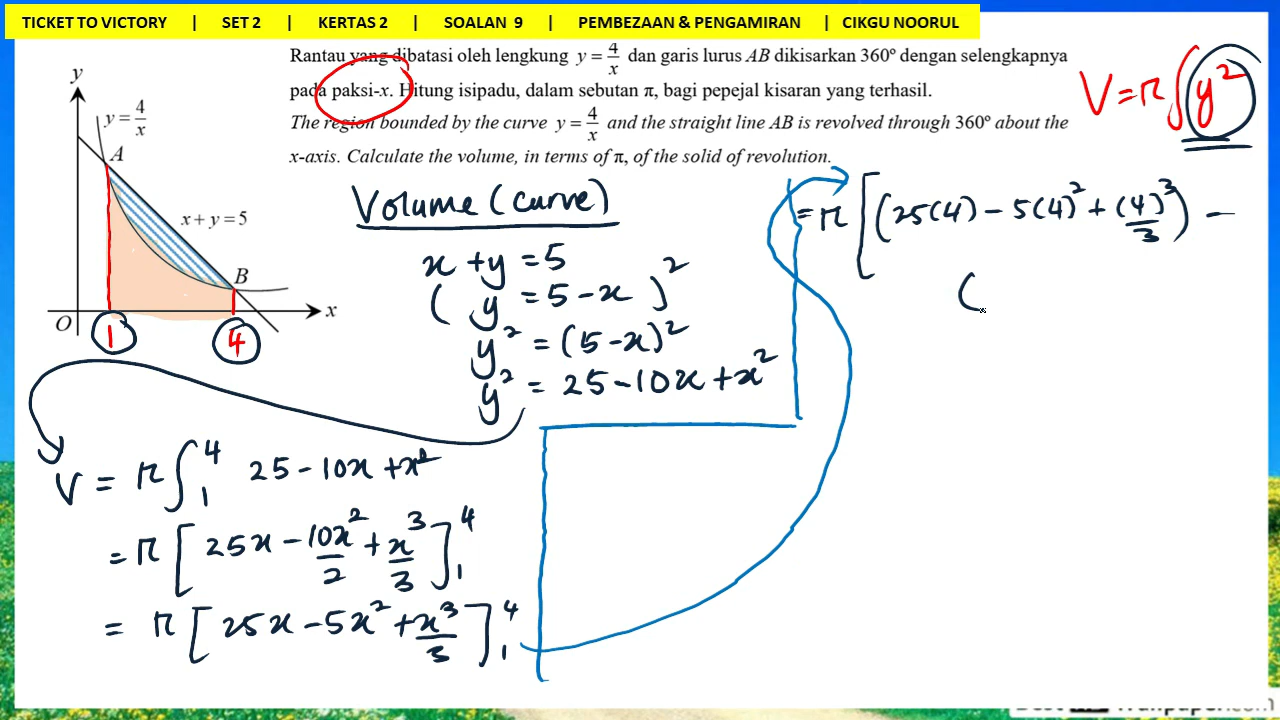 TICKET TO VICTORY | SET 2 | KERTAS 2 | SOALAN 9 | PEMBEZAAN & PENGAMIRAN | CIKGU NOORUL
Rantau yang dibatasi oleh lengkung y = 4/x dan garis lurus AB dikisarkan 360° dengan selengkapnya
pada paksi-x. Hitung isipadu, dalam sebutan π, bagi pepejal kisaran yang terhasil.
The region bounded by the curve y = 4/x and the straight line AB is revolved through 360° about the
x-axis. Calculate the volume, in terms of π, of the solid of revolution.
V = π ∫ y²
y
y = 4/x
A
x + y = 5
B
O
x
1
4
Volume (curve)
x + y = 5
( y = 5 - x )²
y² = (5 - x)²
y² = 25 - 10x + x²
V = π ∫₁⁴ 25 - 10x + x²
= π [ 25x - 10x²/2 + x³/3 ]₁⁴
= π [ 25x - 5x² + x³/3 ]₁⁴
= π [ (25(4) - 5(4)² + (4)³/3) -
(